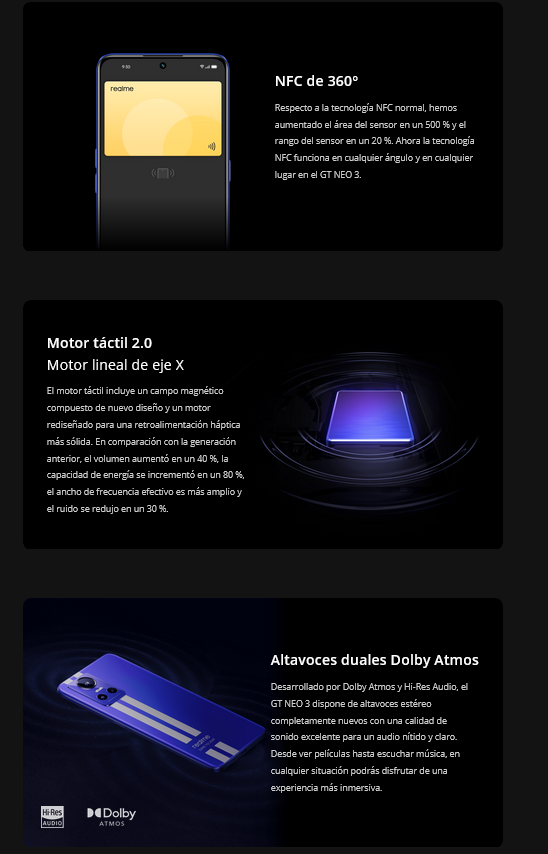 9:30
realme
NFC de 360°
Respecto a la tecnología NFC normal, hemos
aumentado el área del sensor en un 500 % y el
rango del sensor en un 20 %. Ahora la tecnología
NFC funciona en cualquier ángulo y en cualquier
lugar en el GT NEO 3.
Motor táctil 2.0
Motor lineal de eje X
El motor táctil incluye un campo magnético
compuesto de nuevo diseño y un motor
rediseñado para una retroalimentación háptica
más sólida. En comparación con la generación
anterior, el volumen aumentó en un 40 %, la
capacidad de energía se incrementó en un 80 %,
el ancho de frecuencia efectivo es más amplio y
el ruido se redujo en un 30 %.
Altavoces duales Dolby Atmos
Desarrollado por Dolby Atmos y Hi-Res Audio, el
GT NEO 3 dispone de altavoces estéreo
completamente nuevos con una calidad de
sonido excelente para un audio nítido y claro.
Desde ver películas hasta escuchar música, en
cualquier situación podrás disfrutar de una
experiencia más inmersiva.
realme
Hi-Res
AUDIO
Dolby
ATMOS